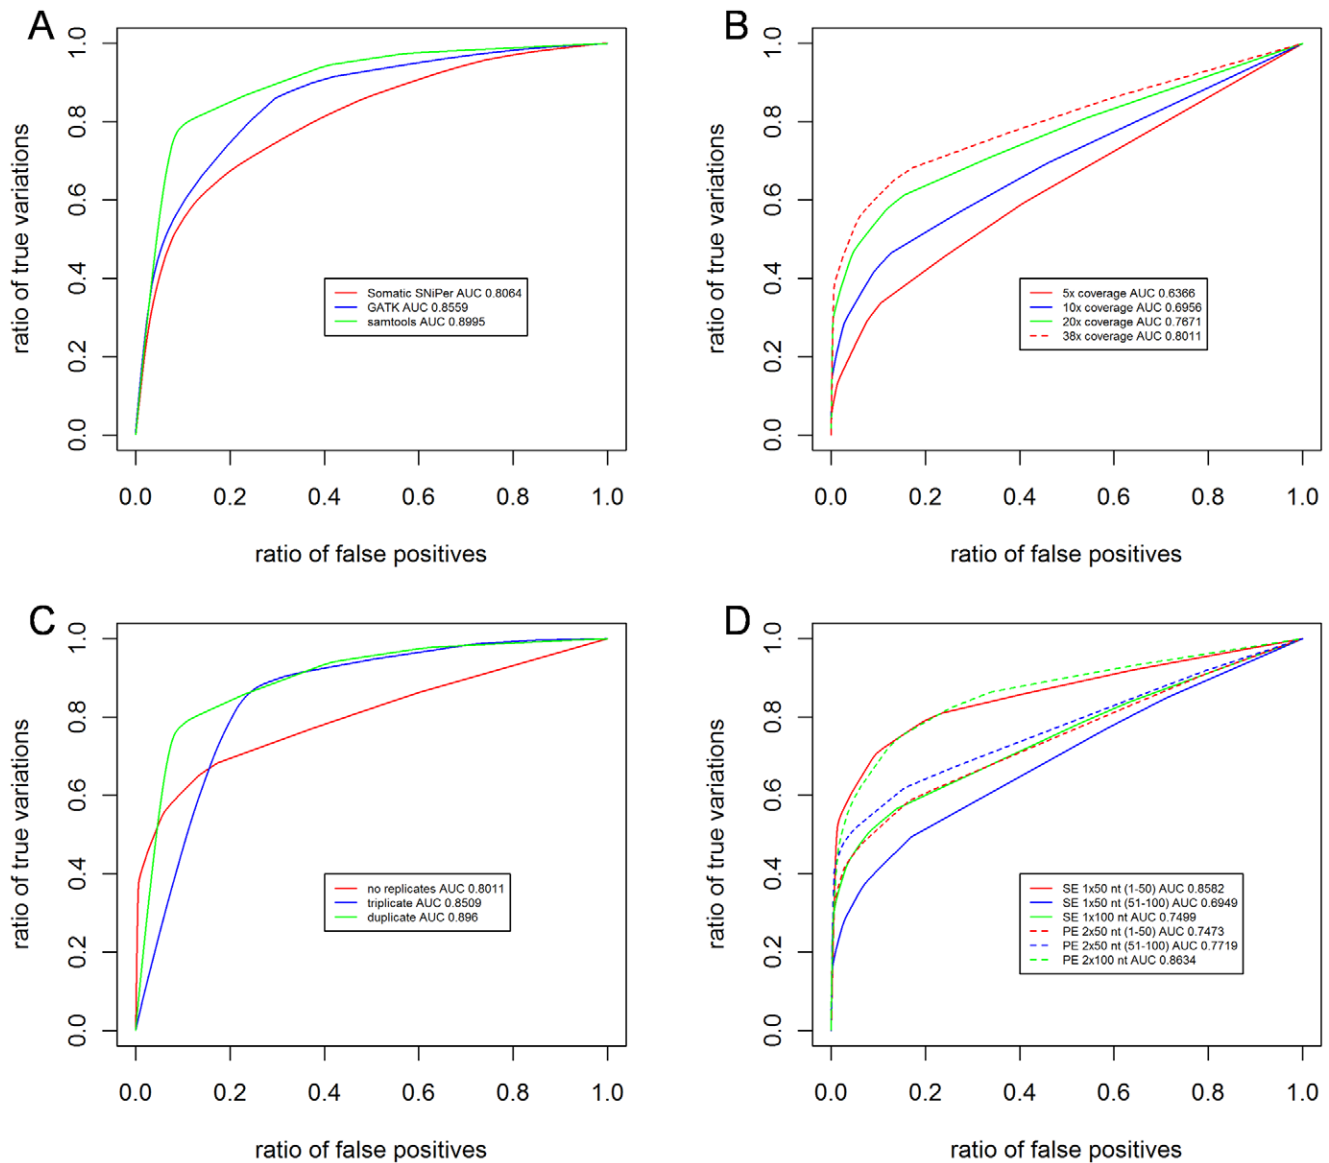 A
ratio of true variations
1.0
0.8
0.6
0.4
0.2
0.0
Somatic SNiPer AUC 0.8064
GATK AUC 0.8559
samtools AUC 0.8995
0.0 0.2 0.4 0.6 0.8 1.0
ratio of false positives
B
ratio of true variations
1.0
0.8
0.6
0.4
0.2
0.0
5x coverage AUC 0.6366
10x coverage AUC 0.6956
20x coverage AUC 0.7671
38x coverage AUC 0.8011
0.0 0.2 0.4 0.6 0.8 1.0
ratio of false positives
C
ratio of true variations
1.0
0.8
0.6
0.4
0.2
0.0
no replicates AUC 0.8011
triplicate AUC 0.8509
duplicate AUC 0.896
0.0 0.2 0.4 0.6 0.8 1.0
ratio of false positives
D
ratio of true variations
1.0
0.8
0.6
0.4
0.2
0.0
SE 1x50 nt (1-50) AUC 0.8582
SE 1x50 nt (51-100) AUC 0.6949
SE 1x100 nt AUC 0.7499
PE 2x50 nt (1-50) AUC 0.7473
PE 2x50 nt (51-100) AUC 0.7719
PE 2x100 nt AUC 0.8634
0.0 0.2 0.4 0.6 0.8 1.0
ratio of false positives